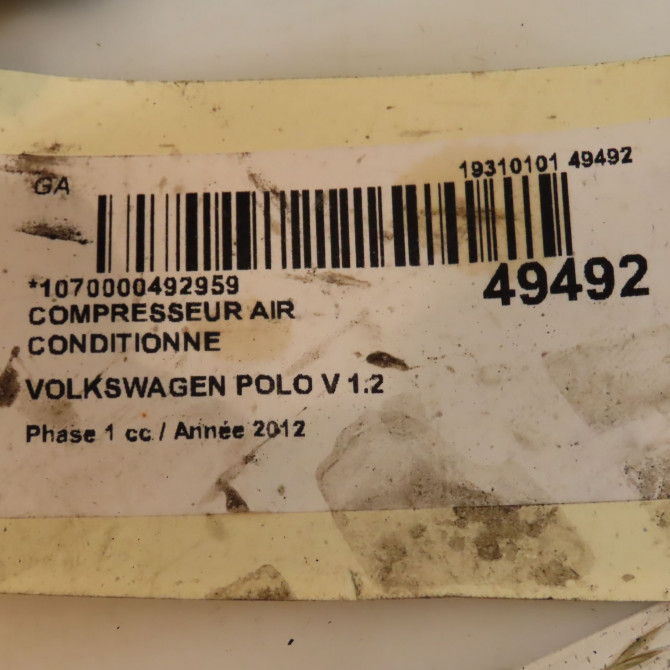 GA
19310101 49492
*1070000492959
49492
COMPRESSEUR AIR
CONDITIONNE
VOLKSWAGEN POLO V 1.2
Phase 1 cc / Année 2012